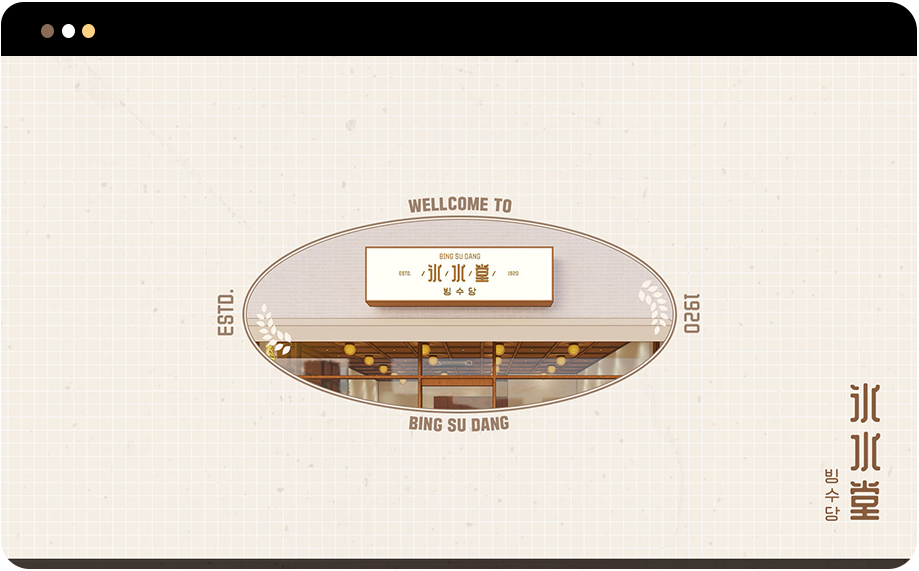 WELLCOME TO
BING SU DANG
ESTD. /氷/水/堂/ 1920
빙수당
ESTD.
1920
BING SU DANG
氷水堂
빙수당